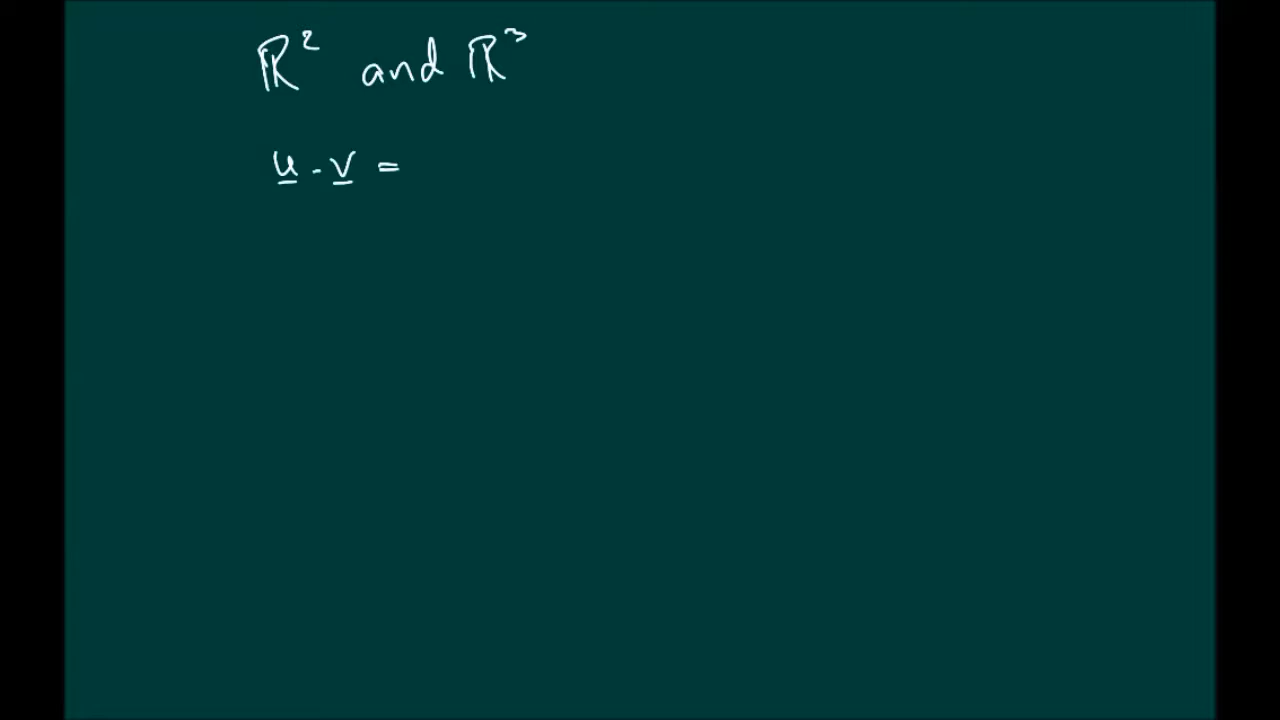 ℝ² and ℝ³
u · v =